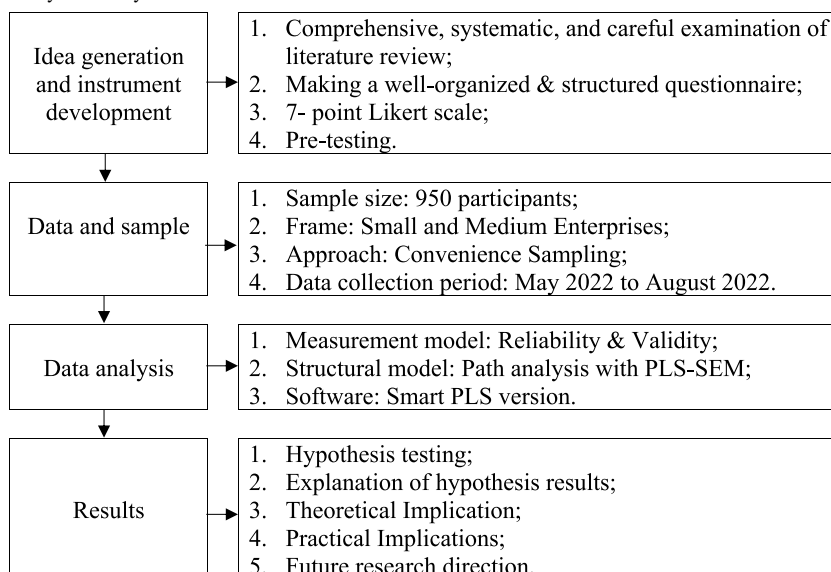 Idea generation
and instrument
development
1. Comprehensive, systematic, and careful examination of
literature review;
2. Making a well-organized & structured questionnaire;
3. 7- point Likert scale;
4. Pre-testing.
Data and sample
1. Sample size: 950 participants;
2. Frame: Small and Medium Enterprises;
3. Approach: Convenience Sampling;
4. Data collection period: May 2022 to August 2022.
Data analysis
1. Measurement model: Reliability & Validity;
2. Structural model: Path analysis with PLS-SEM;
3. Software: Smart PLS version.
Results
1. Hypothesis testing;
2. Explanation of hypothesis results;
3. Theoretical Implication;
4. Practical Implications;
5. Future research direction.